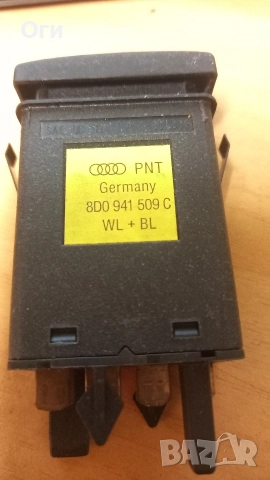 Оги
PNT
Germany
8D0 941 509 C
WL + BL
BAZAR